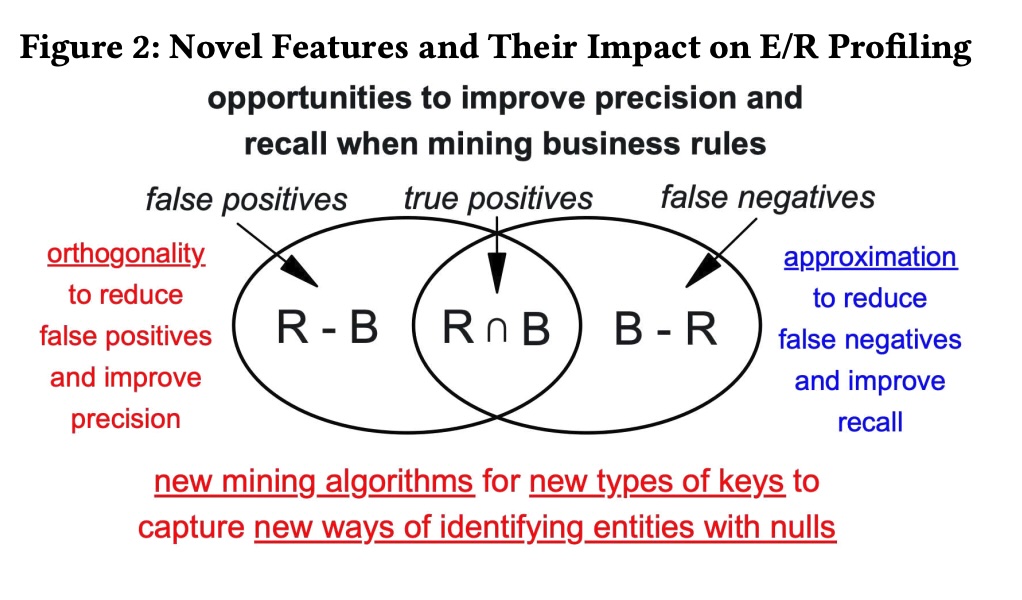 Figure 2: Novel Features and Their Impact on E/R Profiling
opportunities to improve precision and
recall when mining business rules
false positives
true positives
false negatives
orthogonality
to reduce
false positives
and improve
precision
R - B
R ∩ B
B - R
approximation
to reduce
false negatives
and improve
recall
new mining algorithms for new types of keys to
capture new ways of identifying entities with nulls